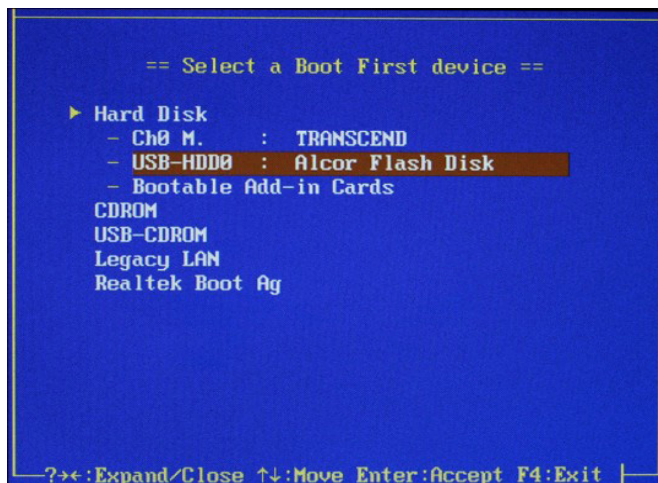 == Select a Boot First device ==
► Hard Disk
– Ch0 M. : TRANSCEND
– USB-HDD0 : Alcor Flash Disk
– Bootable Add-in Cards
CDROM
USB-CDROM
Legacy LAN
Realtek Boot Ag
?→←:Expand/Close ↑↓:Move Enter:Accept F4:Exit